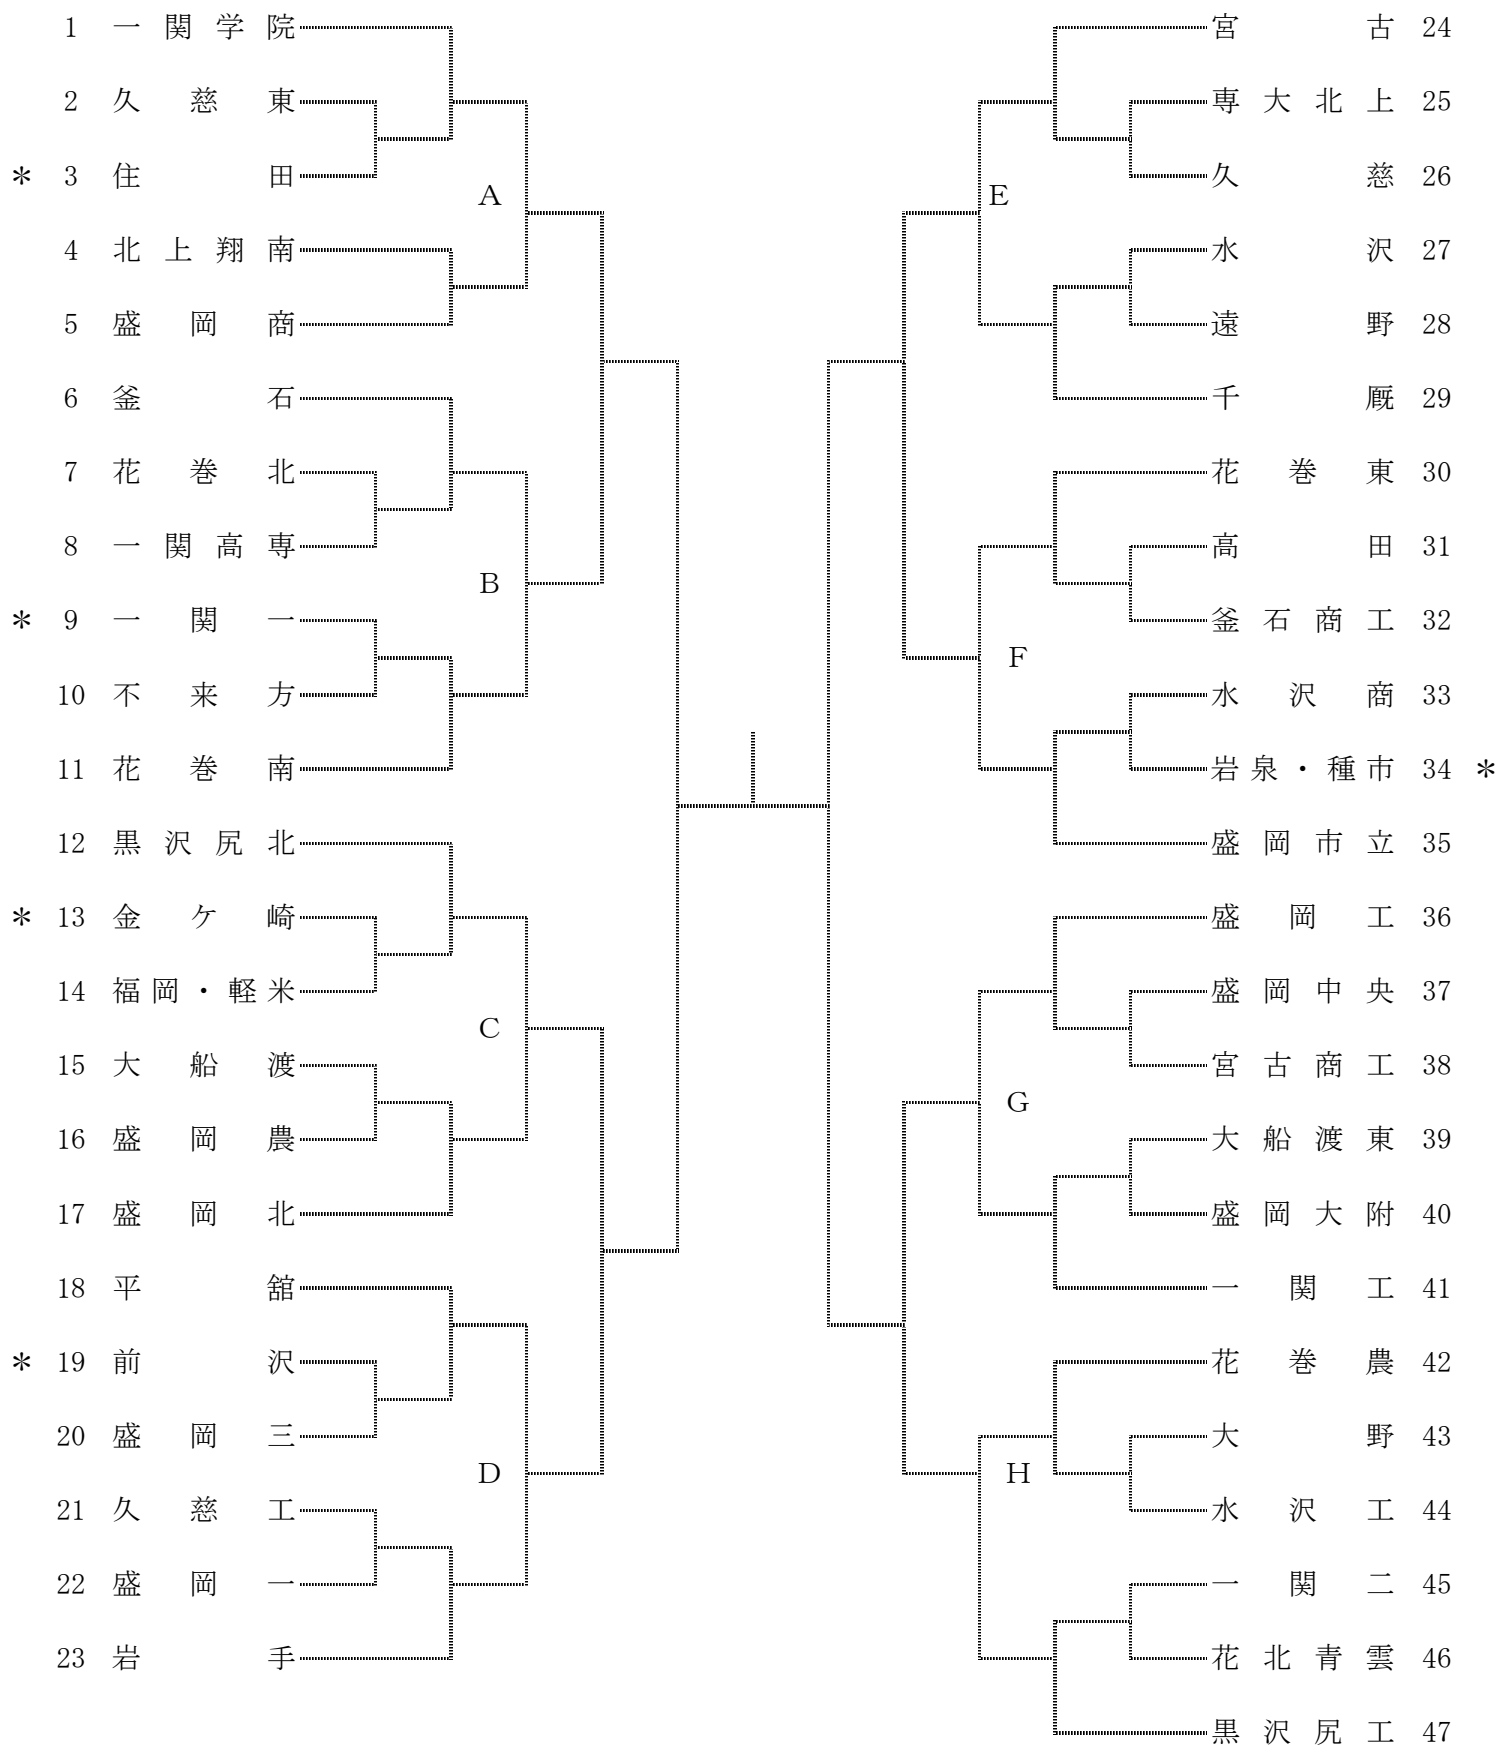 1 一関学院
2 久慈東
＊ 3 住田
A
4 北上翔南
5 盛岡商
6 釜石
7 花巻北
8 一関高専
B
＊ 9 一関一
10 不来方
11 花巻南
12 黒沢尻北
＊ 13 金ケ崎
14 福岡・軽米
C
15 大船渡
16 盛岡農
17 盛岡北
18 平舘
＊ 19 前沢
20 盛岡三
D
21 久慈工
22 盛岡一
23 岩手
宮古 24
専大北上 25
久慈 26
E
水沢 27
遠野 28
千厩 29
花巻東 30
高田 31
釜石商工 32
F
水沢商 33
岩泉・種市 34 ＊
盛岡市立 35
盛岡工 36
盛岡中央 37
宮古商工 38
G
大船渡東 39
盛岡大附 40
一関工 41
花巻農 42
大野 43
H
水沢工 44
一関二 45
花北青雲 46
黒沢尻工 47